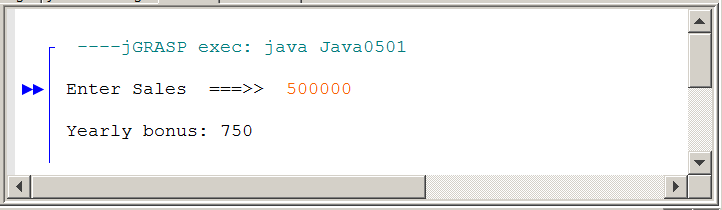 ----jGRASP exec: java Java0501
Enter Sales  ===>>  500000
Yearly bonus: 750